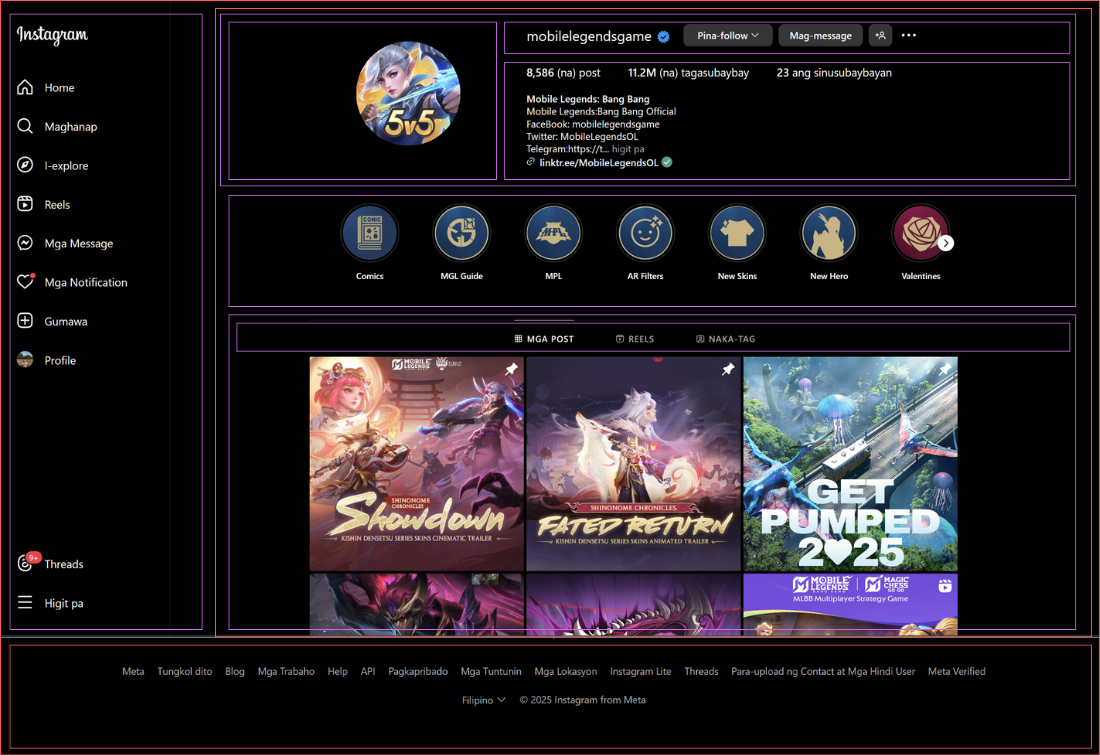 Instagram
Home
Maghanap
I-explore
Reels
Mga Message
Mga Notification
Gumawa
Profile
9+
Threads
Higit pa
5v5
mobilelegendsgame Pina-follow Mag-message
8,586 (na) post 11.2M (na) tagasubaybay 23 ang sinusubaybayan
Mobile Legends: Bang Bang
Mobile Legends:Bang Bang Official
FaceBook: mobilelegendsgame
Twitter: MobileLegendsOL
Telegram:https://t... higit pa
linktr.ee/MobileLegendsOL
COMIC
MPL
Comics MGL Guide MPL AR Filters New Skins New Hero Valentines
MGA POST REELS NAKA-TAG
MOBILE LEGENDS
SHINONOME
CHRONICLES
Showdown
KISHIN DENSETSU SERIES SKINS CINEMATIC TRAILER
SHINONOME CHRONICLES
FATED RETURN
KISHIN DENSETSU SERIES SKINS ANIMATED TRAILER
GET
PUMPED
2025
MOBILE LEGENDS MAGIC CHESS GO GO
MLBB Multiplayer Strategy Game
Meta Tungkol dito Blog Mga Trabaho Help API Pagkapribado Mga Tuntunin Mga Lokasyon Instagram Lite Threads Para-upload ng Contact at Mga Hindi User Meta Verified
Filipino © 2025 Instagram from Meta